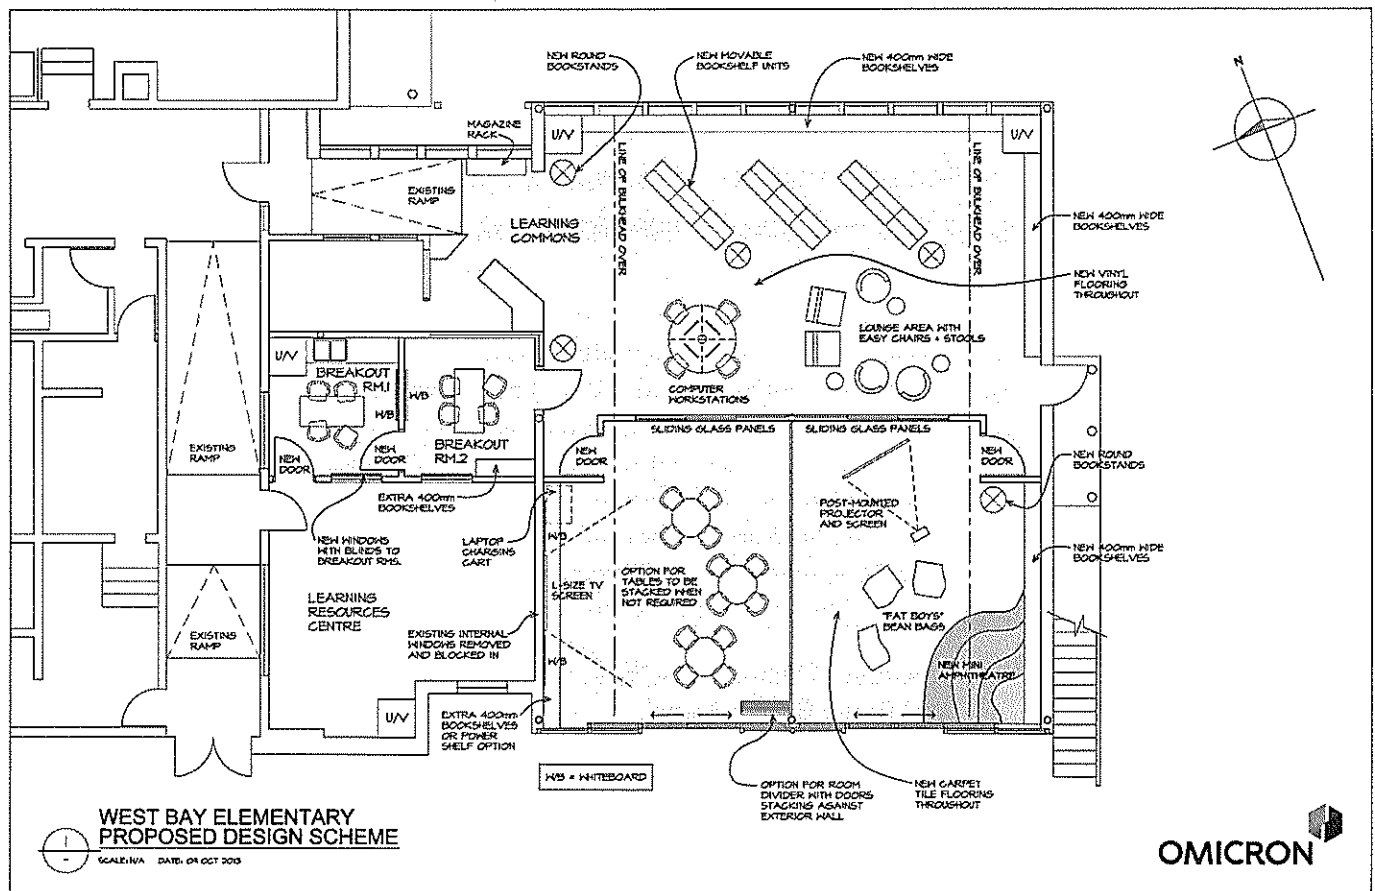 NEW ROUND
BOOKSTANDS
NEW MOVABLE
BOOKSHELF UNITS
NEW 400mm WIDE
BOOKSHELVES
N
MAGAZINE
RACK
U/V
U/V
EXISTING
RAMP
LEARNING
COMMONS
LINE OF BULKHEAD OVER
LINE OF BULKHEAD OVER
NEW 400mm WIDE
BOOKSHELVES
NEW VINYL
FLOORING
THROUGHOUT
LOUNGE AREA WITH
EASY CHAIRS + STOOLS
COMPUTER
WORKSTATIONS
U/V
BREAKOUT
RM.1
W/B
W/B
BREAKOUT
RM.2
NEW
DOOR
NEW
DOOR
EXISTING
RAMP
SLIDING GLASS PANELS
SLIDING GLASS PANELS
NEW
DOOR
NEW
DOOR
NEW ROUND
BOOKSTANDS
EXTRA 400mm
BOOKSHELVES
NEW WINDOWS
WITH BLINDS TO
BREAKOUT RMS.
LAPTOP
CHARGING
CART
W/B
L-SIZE TV
SCREEN
W/B
OPTION FOR
TABLES TO BE
STACKED WHEN
NOT REQUIRED
POST-MOUNTED
PROJECTOR
AND SCREEN
NEW 400mm WIDE
BOOKSHELVES
"FAT BOYS"
BEAN BAGS
NEW MINI
AMPHITHEATRE
LEARNING
RESOURCES
CENTRE
EXISTING
RAMP
EXISTING INTERNAL
WINDOWS REMOVED
AND BLOCKED IN
U/V
EXTRA 400mm
BOOKSHELVES
OR POWER
SHELF OPTION
W/B = WHITEBOARD
OPTION FOR ROOM
DIVIDER WITH DOORS
STACKING AGAINST
EXTERIOR WALL
NEW CARPET
TILE FLOORING
THROUGHOUT
1
-
WEST BAY ELEMENTARY
PROPOSED DESIGN SCHEME
SCALE: N/A DATE: OCT 2013
OMICRON